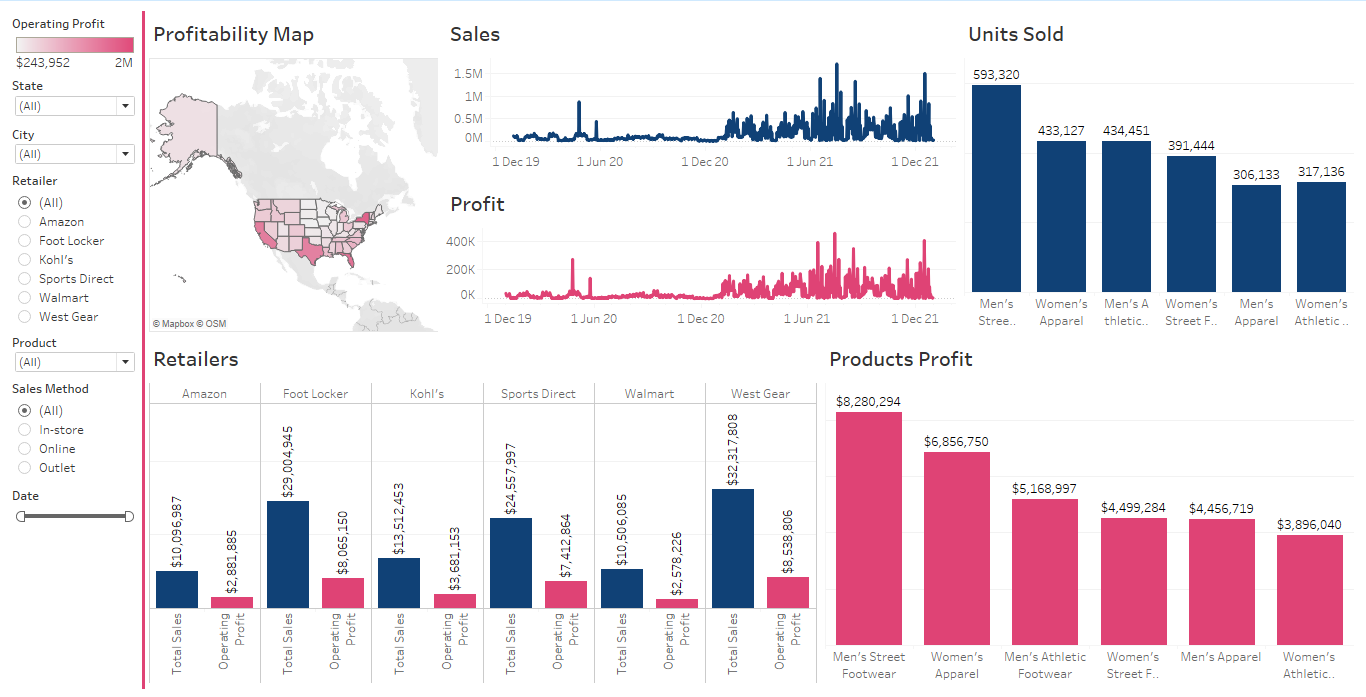 Operating Profit
$243,952 2M
State
(All)
City
(All)
Retailer
(All)
Amazon
Foot Locker
Kohl's
Sports Direct
Walmart
West Gear
Product
(All)
Sales Method
(All)
In-store
Online
Outlet
Date
Profitability Map
© Mapbox © OSM
Sales
1.5M
1M
0.5M
0M
1 Dec 19 1 Jun 20 1 Dec 20 1 Jun 21 1 Dec 21
Profit
400K
200K
0K
1 Dec 19 1 Jun 20 1 Dec 20 1 Jun 21 1 Dec 21
Units Sold
593,320
433,127
434,451
391,444
306,133
317,136
Men's
Stree..
Women's
Apparel
Men's A
thletic..
Women's
Street F..
Men's
Apparel
Women's
Athletic ..
Retailers
Amazon Foot Locker Kohl's Sports Direct Walmart West Gear
$10,096,987
$2,881,885
$29,004,945
$8,065,150
$13,512,453
$3,681,153
$24,557,997
$7,412,864
$10,506,085
$2,578,226
$32,317,808
$8,538,806
Total Sales
Operating
Profit
Total Sales
Operating
Profit
Total Sales
Operating
Profit
Total Sales
Operating
Profit
Total Sales
Operating
Profit
Total Sales
Operating
Profit
Products Profit
$8,280,294
$6,856,750
$5,168,997
$4,499,284
$4,456,719
$3,896,040
Men's Street
Footwear
Women's
Apparel
Men's Athletic
Footwear
Women's
Street F..
Men's Apparel
Women's
Athletic..